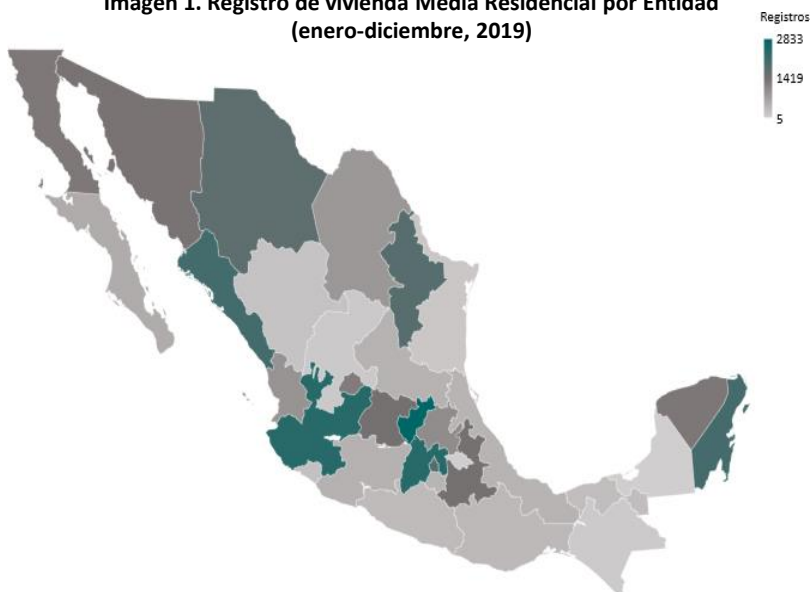 Imagen 1. Registro de vivienda Media Residencial por Entidad
(enero-diciembre, 2019)
Registros
2833
1419
5